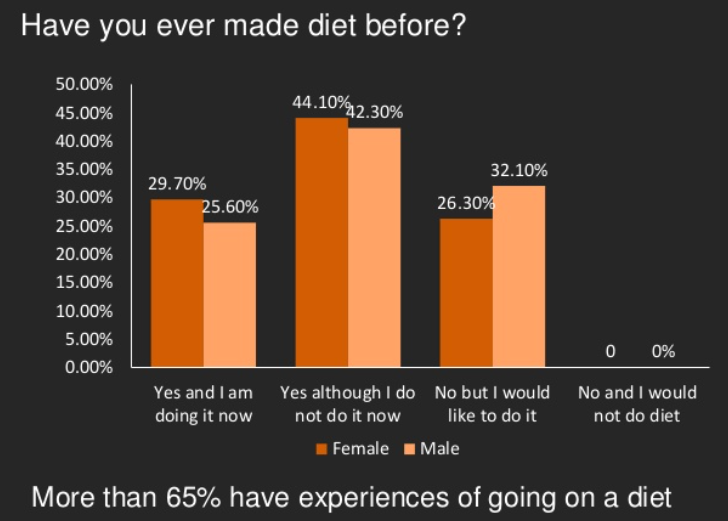 Have you ever made diet before?
50.00%
45.00%
40.00%
35.00%
30.00%
25.00%
20.00%
15.00%
10.00%
5.00%
0.00%
29.70%
25.60%
44.10%
42.30%
26.30%
32.10%
0
0%
Yes and I am
doing it now
Yes although I do
not do it now
No but I would
like to do it
No and I would
not do diet
Female
Male
More than 65% have experiences of going on a diet